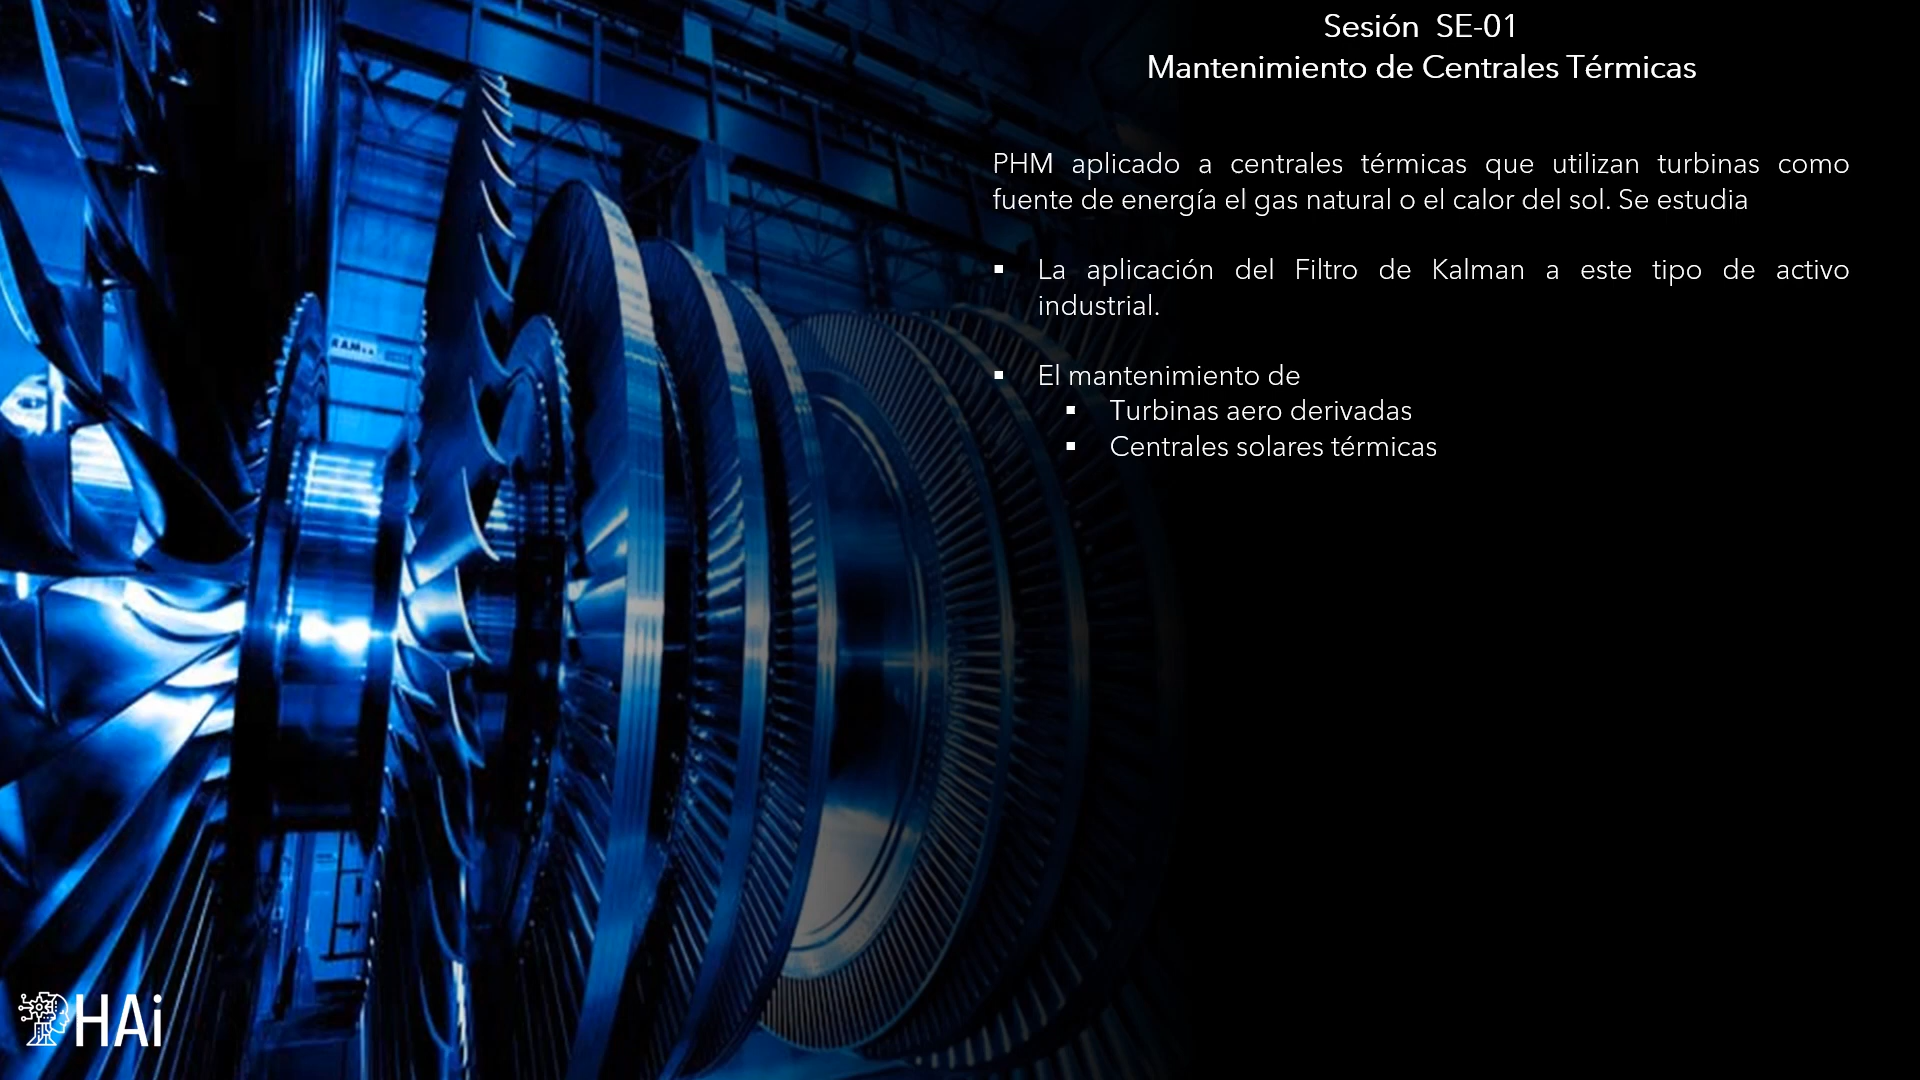 Sesión SE-01
Mantenimiento de Centrales Térmicas
PHM aplicado a centrales térmicas que utilizan turbinas como
fuente de energía el gas natural o el calor del sol. Se estudia
▪ La aplicación del Filtro de Kalman a este tipo de activo
industrial.
▪ El mantenimiento de
▪ Turbinas aero derivadas
▪ Centrales solares térmicas
HAi